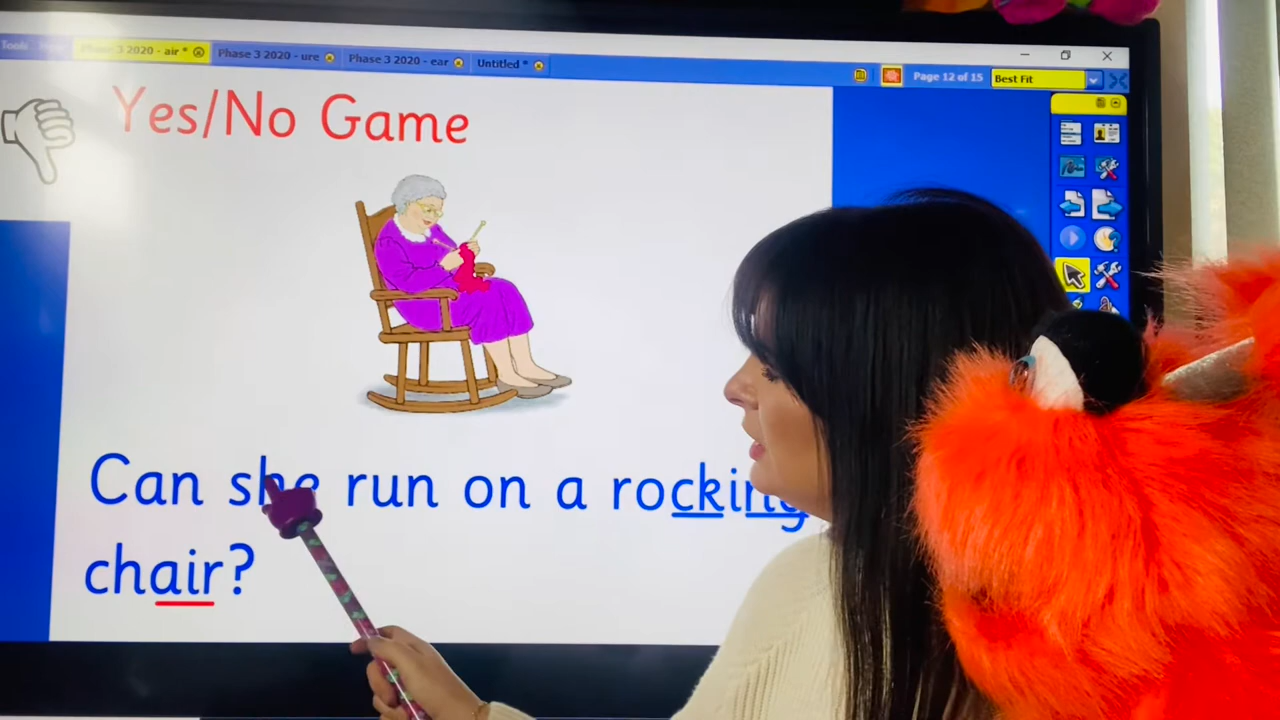 Tools
Phase 3 2020 - air * Phase 3 2020 - ure Phase 3 2020 - ear Untitled *
Page 12 of 15 Best Fit
Yes/No Game
Can she run on a rocking
chair?